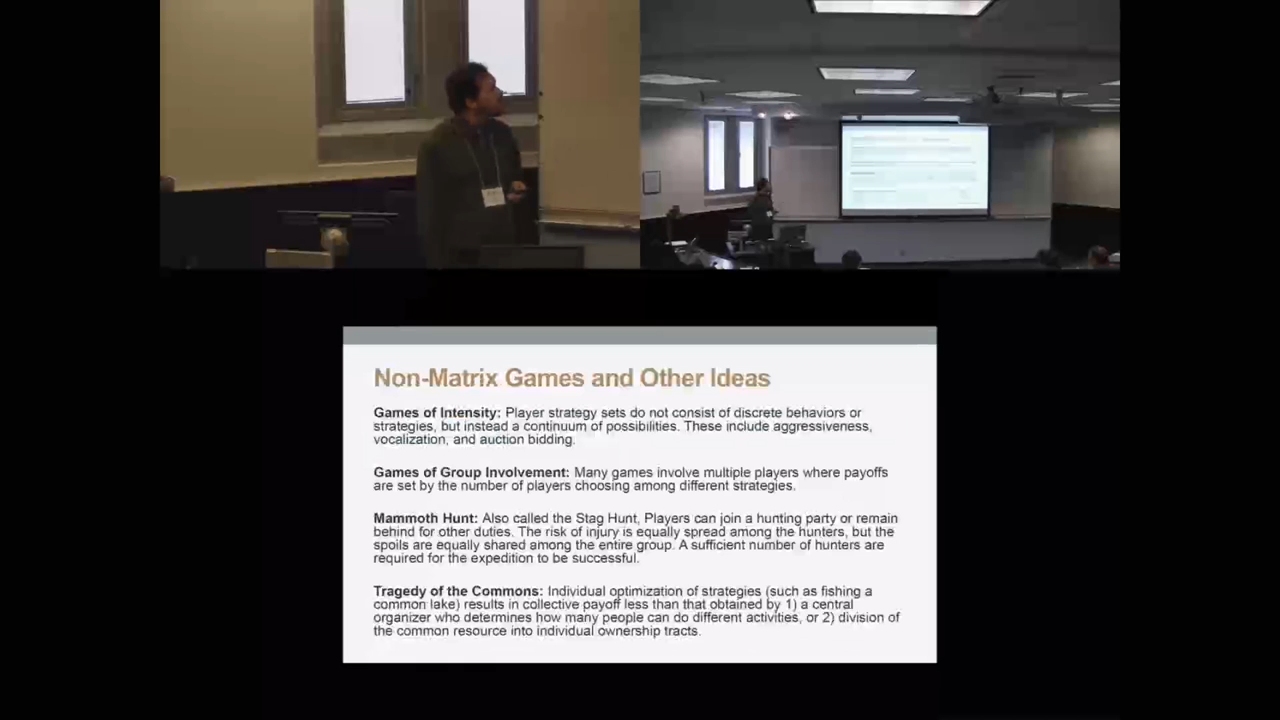 Non-Matrix Games and Other Ideas
Games of Intensity: Player strategy sets do not consist of discrete behaviors or
strategies, but instead a continuum of possibilities. These include aggressiveness,
vocalization, and auction bidding.
Games of Group Involvement: Many games involve multiple players where payoffs
are set by the number of players choosing among different strategies.
Mammoth Hunt: Also called the Stag Hunt, Players can join a hunting party or remain
behind for other duties. The risk of injury is equally spread among the hunters, but the
spoils are equally shared among the entire group. A sufficient number of hunters are
required for the expedition to be successful.
Tragedy of the Commons: Individual optimization of strategies (such as fishing a
common lake) results in collective payoff less than that obtained by 1) a central
organizer who determines how many people can do different activities, or 2) division of
the common resource into individual ownership tracts.